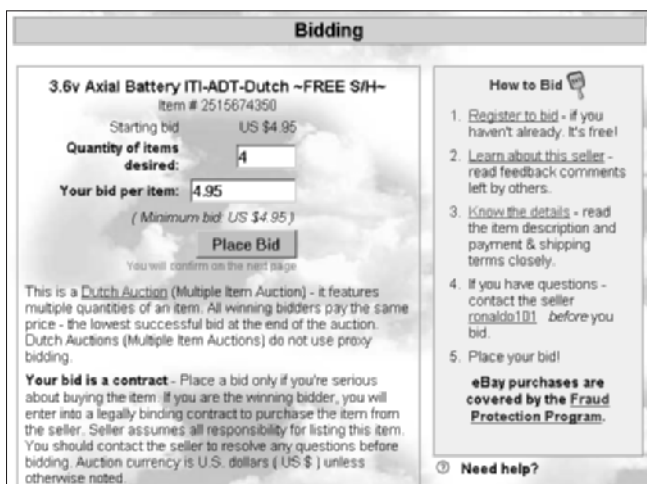 Bidding
3.6v Axial Battery ITI-ADT-Dutch ~FREE S/H~
Item # 2515674350
Starting bid US $4.95
Quantity of items
desired: 4
Your bid per item: 4.95
( Minimum bid: US $4.95 )
Place Bid
You will confirm on the next page
This is a Dutch Auction (Multiple Item Auction) - it features
multiple quantities of an item. All winning bidders pay the same
price - the lowest successful bid at the end of the auction.
Dutch Auctions (Multiple Item Auctions) do not use proxy
bidding.
Your bid is a contract - Place a bid only if you're serious
about buying the item. If you are the winning bidder, you will
enter into a legally binding contract to purchase the item from
the seller. Seller assumes all responsibility for listing this item.
You should contact the seller to resolve any questions before
bidding. Auction currency is U.S. dollars ( US $ ) unless
otherwise noted.
How to Bid
1. Register to bid - if you
haven't already. It's free!
2. Learn about this seller -
read feedback comments
left by others.
3. Know the details - read
the item description and
payment & shipping
terms closely.
4. If you have questions -
contact the seller
ronaldo101 before you
bid.
5. Place your bid!
eBay purchases are
covered by the Fraud
Protection Program.
Need help?